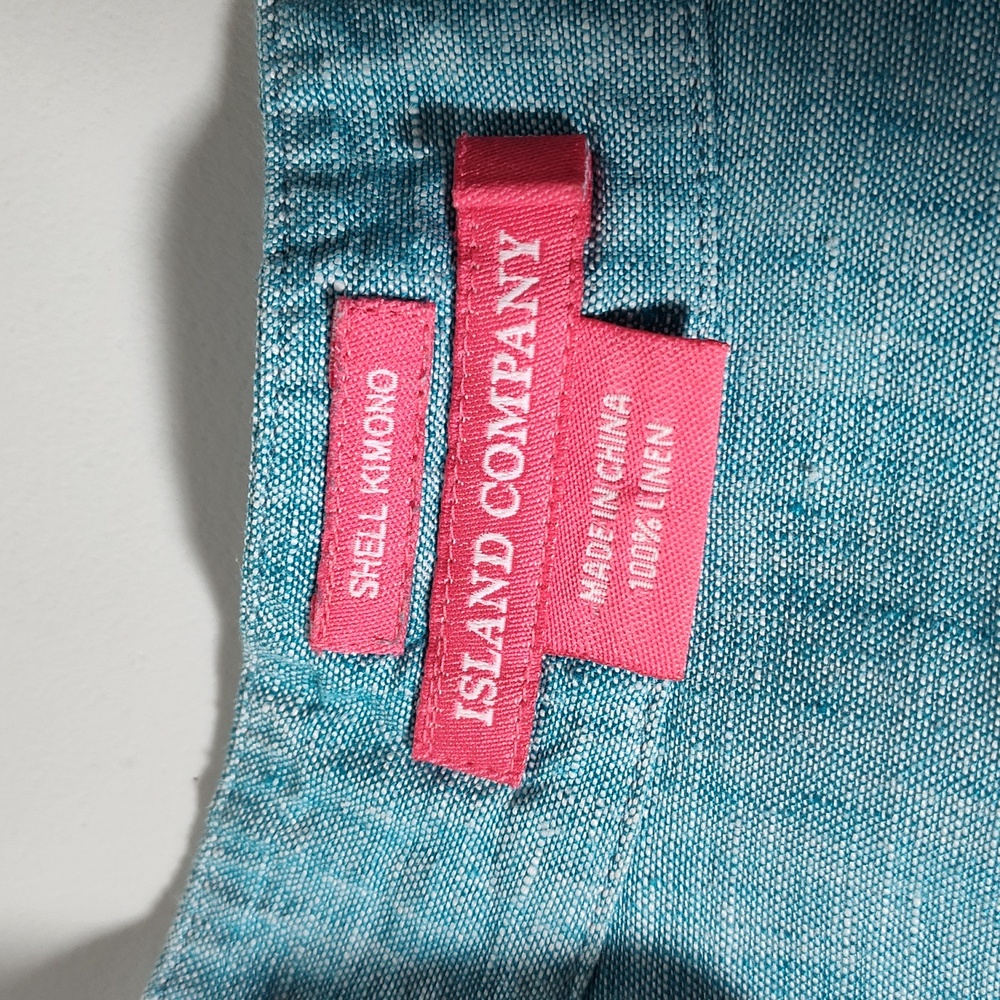 SHELL KIMONO
ISLAND COMPANY
MADE IN CHINA
100% LINEN